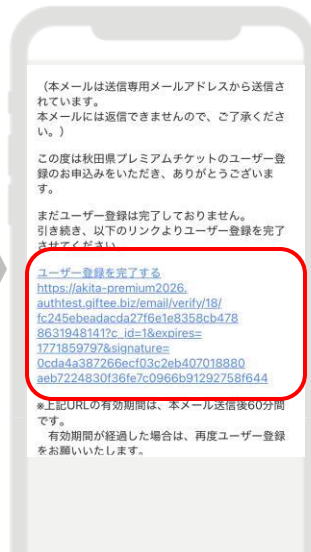 （本メールは送信専用メールアドレスから送信さ
れています。
本メールには返信できませんので、ご了承くださ
い。）
この度は秋田県プレミアムチケットのユーザー登
録のお申込みをいただき、ありがとうございま
す。
まだユーザー登録は完了しておりません。
引き続き、以下のリンクよりユーザー登録を完了
させてください
ユーザー登録を完了する
https://akita-premium2026.
authtest.giftee.biz/email/verify/18/
fc245ebeadacda27f6e1e8358cb478
8631948141?c_id=1&expires=
1771859797&signature=
0cda4a387266ecf03c2eb407018880
aeb7224830f36fe7c0966b91292758f644
※上記URLの有効期間は、本メール送信後60分間
です。
有効期間が経過した場合は、再度ユーザー登録
をお願いいたします。